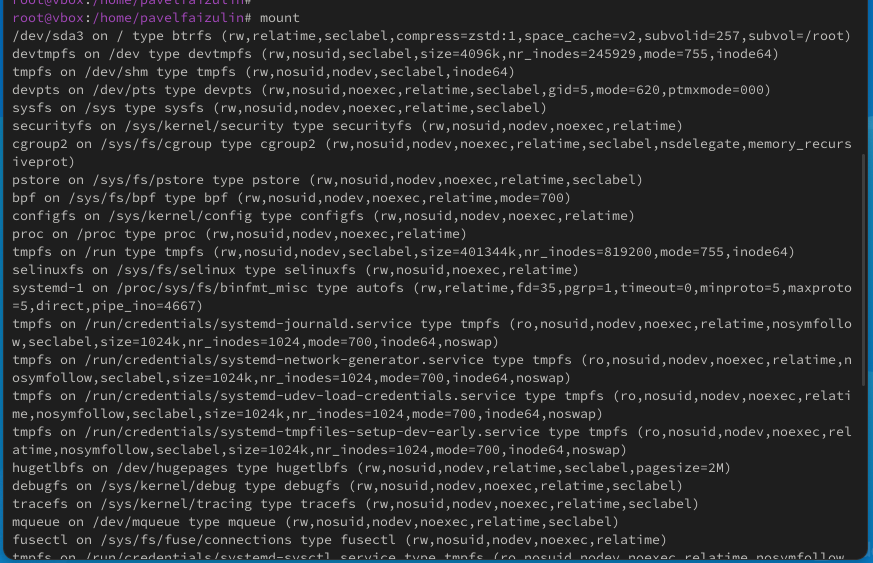 root@vbox:/home/pavelfaizulin#
root@vbox:/home/pavelfaizulin# mount
/dev/sda3 on / type btrfs (rw,relatime,seclabel,compress=zstd:1,space_cache=v2,subvolid=257,subvol=/root)
devtmpfs on /dev type devtmpfs (rw,nosuid,seclabel,size=4096k,nr_inodes=245929,mode=755,inode64)
tmpfs on /dev/shm type tmpfs (rw,nosuid,nodev,seclabel,inode64)
devpts on /dev/pts type devpts (rw,nosuid,noexec,relatime,seclabel,gid=5,mode=620,ptmxmode=000)
sysfs on /sys type sysfs (rw,nosuid,nodev,noexec,relatime,seclabel)
securityfs on /sys/kernel/security type securityfs (rw,nosuid,nodev,noexec,relatime)
cgroup2 on /sys/fs/cgroup type cgroup2 (rw,nosuid,nodev,noexec,relatime,seclabel,nsdelegate,memory_recurs
iveprot)
pstore on /sys/fs/pstore type pstore (rw,nosuid,nodev,noexec,relatime,seclabel)
bpf on /sys/fs/bpf type bpf (rw,nosuid,nodev,noexec,relatime,mode=700)
configfs on /sys/kernel/config type configfs (rw,nosuid,nodev,noexec,relatime)
proc on /proc type proc (rw,nosuid,nodev,noexec,relatime)
tmpfs on /run type tmpfs (rw,nosuid,nodev,seclabel,size=401344k,nr_inodes=819200,mode=755,inode64)
selinuxfs on /sys/fs/selinux type selinuxfs (rw,nosuid,noexec,relatime)
systemd-1 on /proc/sys/fs/binfmt_misc type autofs (rw,relatime,fd=35,pgrp=1,timeout=0,minproto=5,maxproto
=5,direct,pipe_ino=4667)
tmpfs on /run/credentials/systemd-journald.service type tmpfs (ro,nosuid,nodev,noexec,relatime,nosymfollo
w,seclabel,size=1024k,nr_inodes=1024,mode=700,inode64,noswap)
tmpfs on /run/credentials/systemd-network-generator.service type tmpfs (ro,nosuid,nodev,noexec,relatime,n
osymfollow,seclabel,size=1024k,nr_inodes=1024,mode=700,inode64,noswap)
tmpfs on /run/credentials/systemd-udev-load-credentials.service type tmpfs (ro,nosuid,nodev,noexec,relati
me,nosymfollow,seclabel,size=1024k,nr_inodes=1024,mode=700,inode64,noswap)
tmpfs on /run/credentials/systemd-tmpfiles-setup-dev-early.service type tmpfs (ro,nosuid,nodev,noexec,rel
atime,nosymfollow,seclabel,size=1024k,nr_inodes=1024,mode=700,inode64,noswap)
hugetlbfs on /dev/hugepages type hugetlbfs (rw,nosuid,nodev,relatime,seclabel,pagesize=2M)
debugfs on /sys/kernel/debug type debugfs (rw,nosuid,nodev,noexec,relatime,seclabel)
tracefs on /sys/kernel/tracing type tracefs (rw,nosuid,nodev,noexec,relatime,seclabel)
mqueue on /dev/mqueue type mqueue (rw,nosuid,nodev,noexec,relatime,seclabel)
fusectl on /sys/fs/fuse/connections type fusectl (rw,nosuid,nodev,noexec,relatime)
tmpfs on /run/credentials/systemd-sysctl.service type tmpfs (ro,nosuid,nodev,noexec,relatime,nosymfollow,